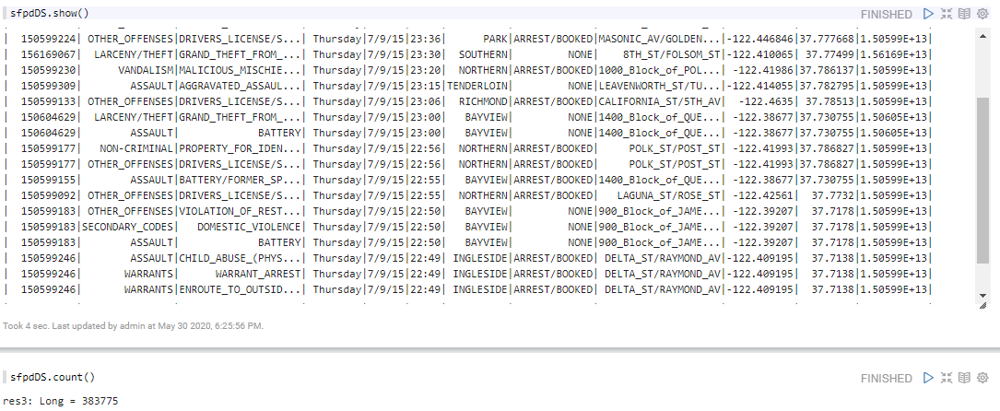 sfpdDS.show()
FINISHED
| 150599224| OTHER_OFFENSES|DRIVERS_LICENSE/S...| Thursday|7/9/15|23:36| PARK|ARREST/BOOKED|MASONIC_AV/GOLDEN...|-122.446846|37.777668|1.50599E+13|
| 156169067| LARCENY/THEFT|GRAND_THEFT_FROM_...| Thursday|7/9/15|23:30| SOUTHERN| NONE| 8TH_ST/FOLSOM_ST|-122.410065| 37.77499|1.56169E+13|
| 150599230| VANDALISM|MALICIOUS_MISCHIE...| Thursday|7/9/15|23:20| NORTHERN|ARREST/BOOKED|1000_Block_of_POL...| -122.41986|37.786137|1.50599E+13|
| 150599309| ASSAULT|AGGRAVATED_ASSAUL...| Thursday|7/9/15|23:15|TENDERLOIN| NONE|LEAVENWORTH_ST/TU...|-122.414055|37.782795|1.50599E+13|
| 150599133| OTHER_OFFENSES|DRIVERS_LICENSE/S...| Thursday|7/9/15|23:06| RICHMOND|ARREST/BOOKED| CALIFORNIA_ST/5TH_AV| -122.4635| 37.78513|1.50599E+13|
| 150604629| LARCENY/THEFT|GRAND_THEFT_FROM_...| Thursday|7/9/15|23:00| BAYVIEW| NONE|1400_Block_of_QUE...| -122.38677|37.730755|1.50605E+13|
| 150604629| ASSAULT| BATTERY| Thursday|7/9/15|23:00| BAYVIEW| NONE|1400_Block_of_QUE...| -122.38677|37.730755|1.50605E+13|
| 150599177| NON-CRIMINAL|PROPERTY_FOR_IDEN...| Thursday|7/9/15|22:56| NORTHERN|ARREST/BOOKED| POLK_ST/POST_ST| -122.41993|37.786827|1.50599E+13|
| 150599177| OTHER_OFFENSES|DRIVERS_LICENSE/S...| Thursday|7/9/15|22:56| NORTHERN|ARREST/BOOKED| POLK_ST/POST_ST| -122.41993|37.786827|1.50599E+13|
| 150599155| ASSAULT|BATTERY/FORMER_SP...| Thursday|7/9/15|22:55| BAYVIEW|ARREST/BOOKED|1400_Block_of_QUE...| -122.38677|37.730755|1.50599E+13|
| 150599092| OTHER_OFFENSES|DRIVERS_LICENSE/S...| Thursday|7/9/15|22:55| NORTHERN|ARREST/BOOKED| LAGUNA_ST/ROSE_ST| -122.42561| 37.7732|1.50599E+13|
| 150599183| OTHER_OFFENSES|VIOLATION_OF_REST...| Thursday|7/9/15|22:50| BAYVIEW| NONE|900_Block_of_JAME...| -122.39207| 37.7178|1.50599E+13|
| 150599183|SECONDARY_CODES| DOMESTIC_VIOLENCE| Thursday|7/9/15|22:50| BAYVIEW| NONE|900_Block_of_JAME...| -122.39207| 37.7178|1.50599E+13|
| 150599183| ASSAULT| BATTERY| Thursday|7/9/15|22:50| BAYVIEW| NONE|900_Block_of_JAME...| -122.39207| 37.7178|1.50599E+13|
| 150599246| ASSAULT|CHILD_ABUSE_(PHYS...| Thursday|7/9/15|22:49| INGLESIDE|ARREST/BOOKED| DELTA_ST/RAYMOND_AV|-122.409195| 37.7138|1.50599E+13|
| 150599246| WARRANTS| WARRANT_ARREST| Thursday|7/9/15|22:49| INGLESIDE|ARREST/BOOKED| DELTA_ST/RAYMOND_AV|-122.409195| 37.7138|1.50599E+13|
| 150599246| WARRANTS|ENROUTE_TO_OUTSID...| Thursday|7/9/15|22:49| INGLESIDE|ARREST/BOOKED| DELTA_ST/RAYMOND_AV|-122.409195| 37.7138|1.50599E+13|
Took 4 sec. Last updated by admin at May 30 2020, 6:25:56 PM.
sfpdDS.count()
FINISHED
res3: Long = 383775